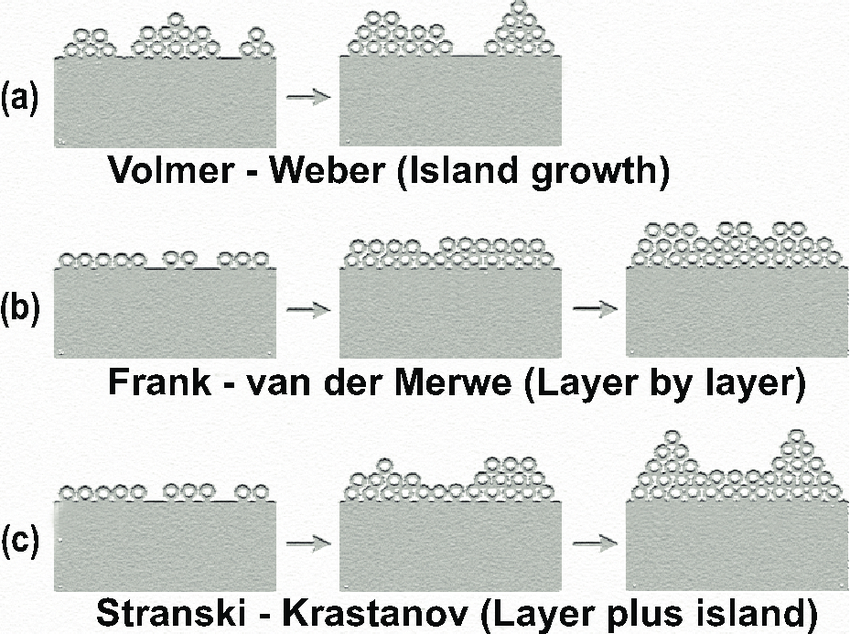 (a)
Volmer - Weber (Island growth)
(b)
Frank - van der Merwe (Layer by layer)
(c)
Stranski - Krastanov (Layer plus island)